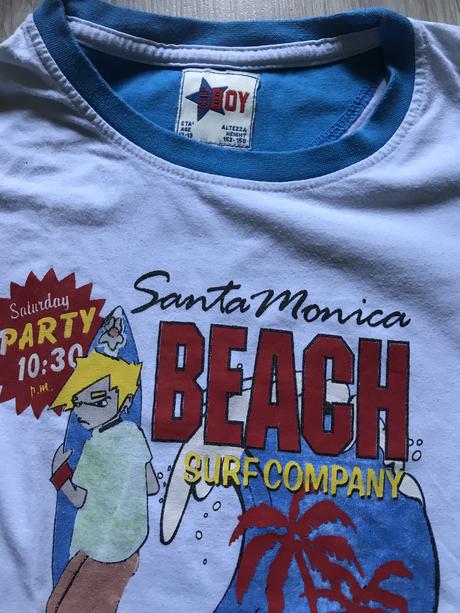 BOY
ETA' ALTEZZA
AGE HEIGHT
Santa Monica
BEACH
SURF COMPANY
Saturday
PARTY
10:30
p.m.